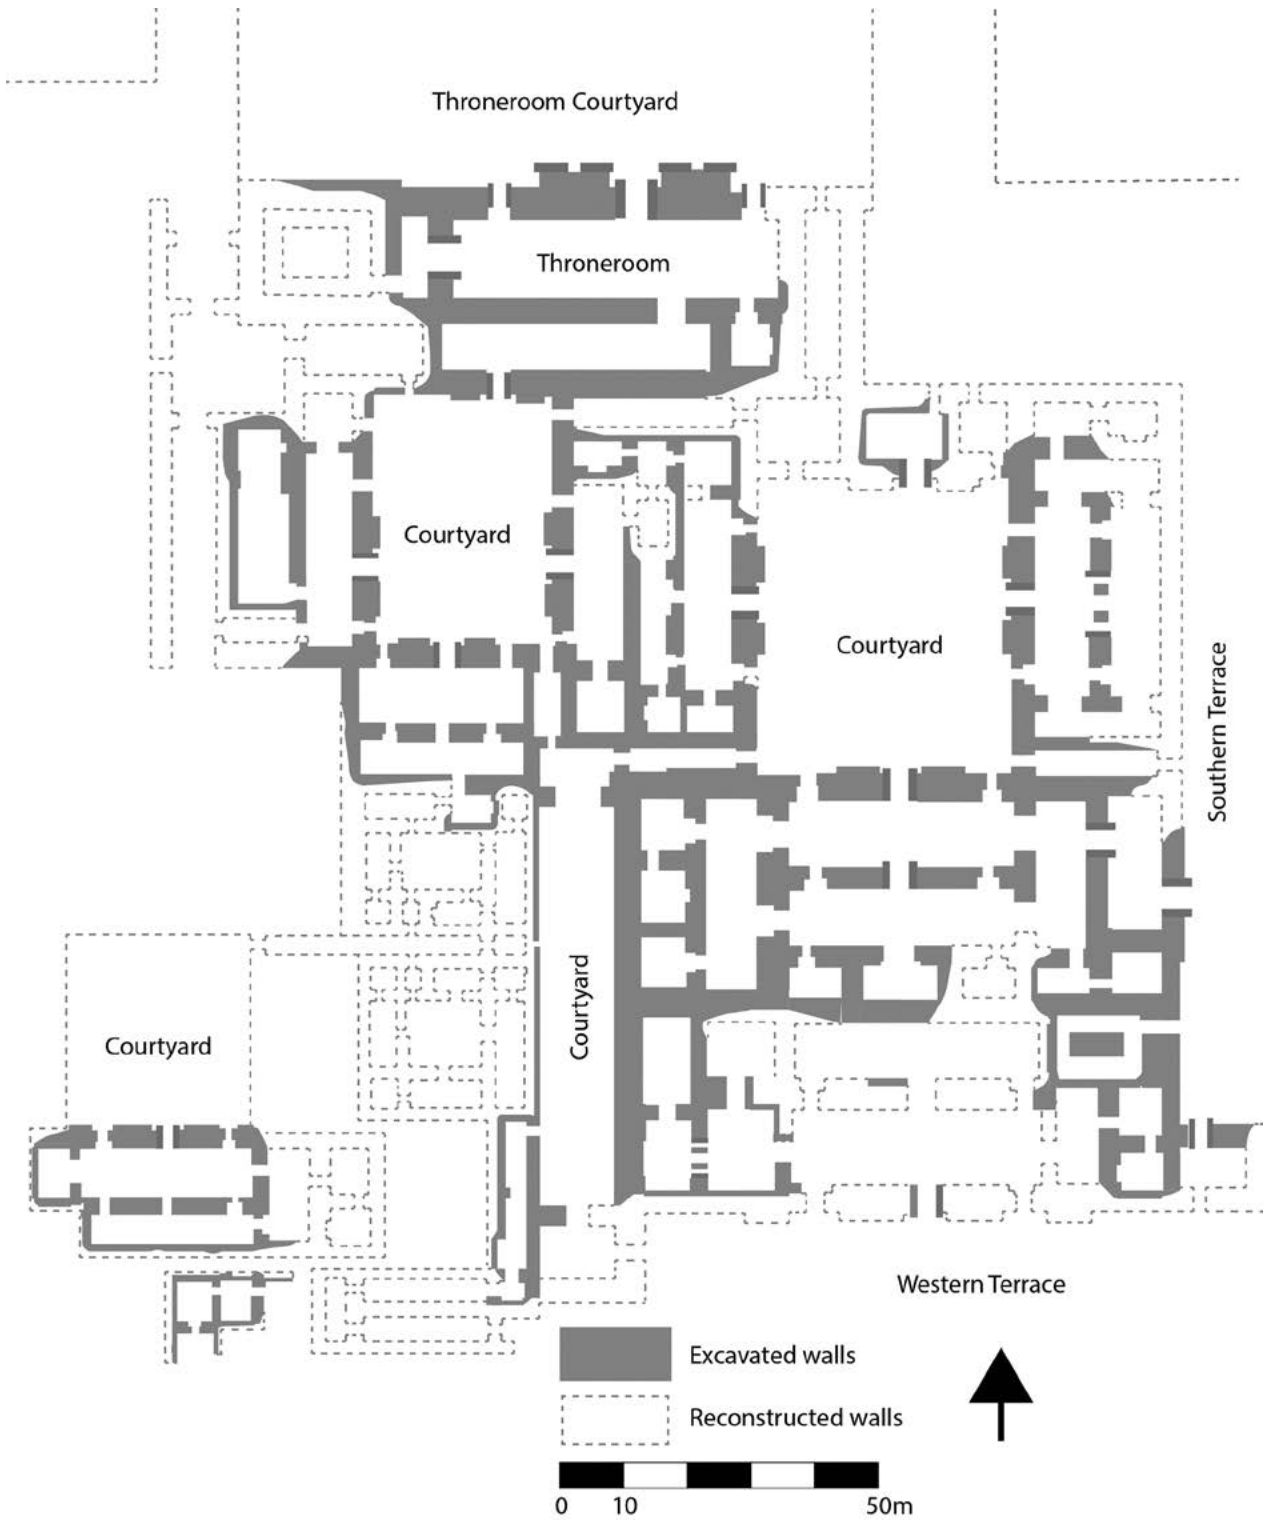 Throneroom Courtyard
Throneroom
Courtyard
Courtyard
Southern Terrace
Courtyard
Courtyard
Western Terrace
Excavated walls
Reconstructed walls
0 10 50m